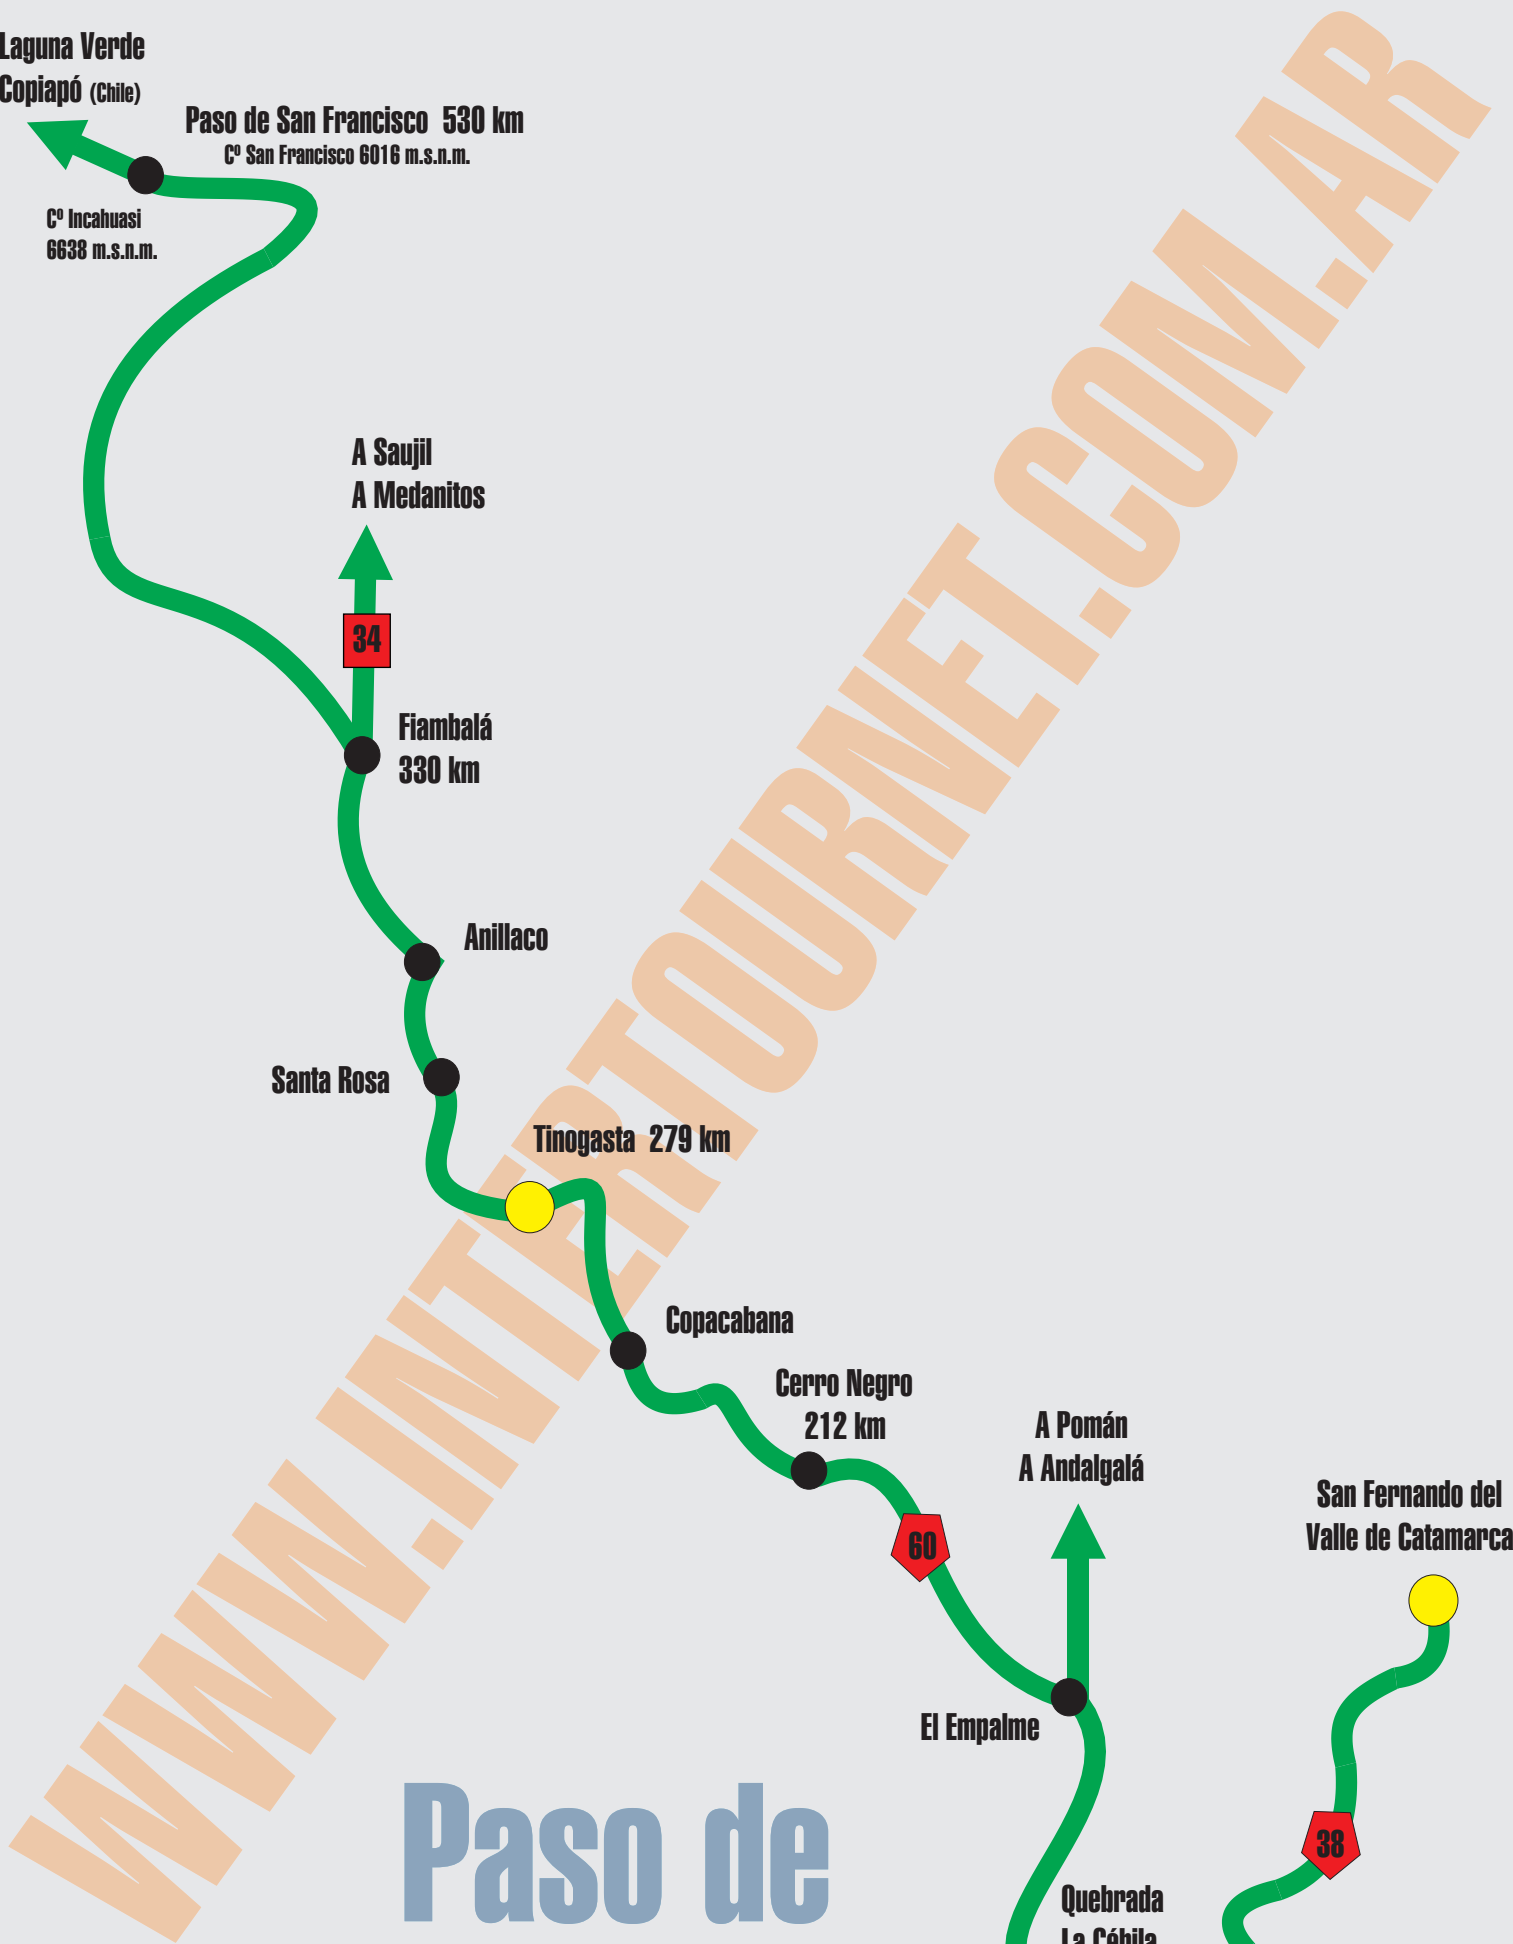 Laguna Verde
Copiapó (Chile)
Paso de San Francisco 530 km
Cº San Francisco 6016 m.s.n.m.
Cº Incahuasi
6638 m.s.n.m.
A Saujil
A Medanitos
34
Fiambalá
330 km
Anillaco
Santa Rosa
Tinogasta 279 km
Copacabana
Cerro Negro
212 km
A Pomán
A Andalgalá
San Fernando del
Valle de Catamarca
60
El Empalme
38
Paso de
Quebrada
La Cébila
WWW.INTERTOURNET.COM.AR